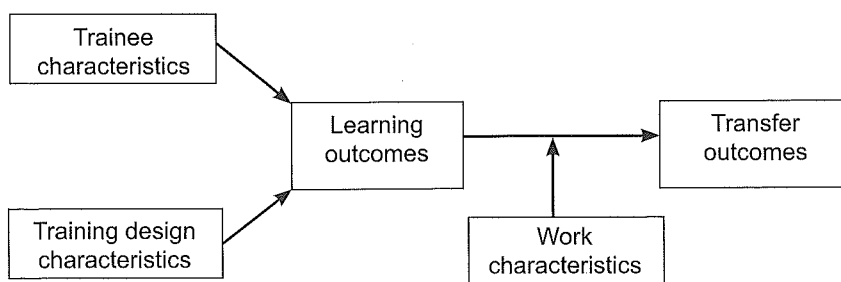 Trainee
characteristics
Learning
outcomes
Transfer
outcomes
Training design
characteristics
Work
characteristics